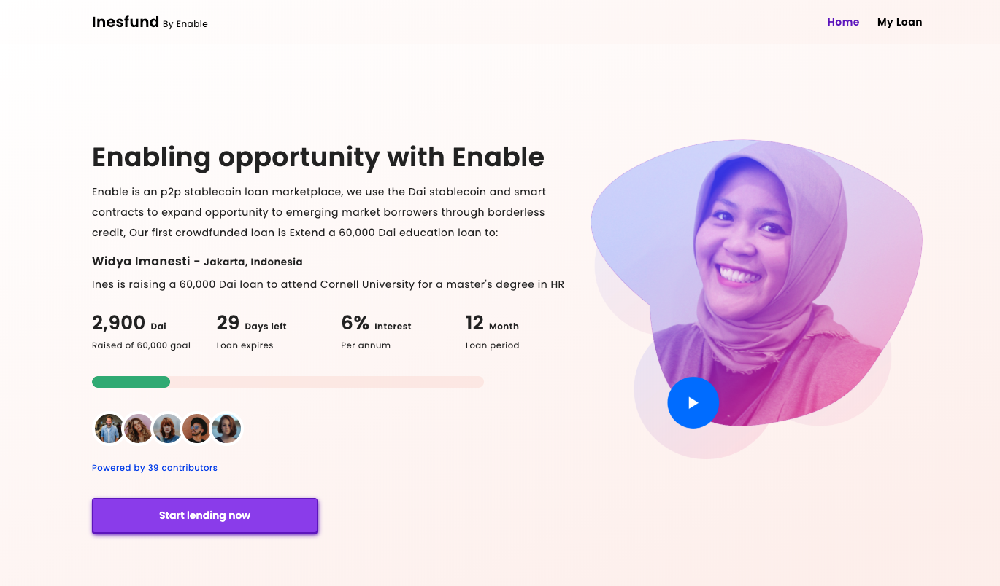 Inesfund By Enable
Home
My Loan
Enabling opportunity with Enable
Enable is an p2p stablecoin loan marketplace, we use the Dai stablecoin and smart
contracts to expand opportunity to emerging market borrowers through borderless
credit, Our first crowdfunded loan is Extend a 60,000 Dai education loan to:
Widya Imanesti - Jakarta, Indonesia
Ines is raising a 60,000 Dai loan to attend Cornell University for a master's degree in HR
2,900 Dai
Raised of 60,000 goal
29 Days left
Loan expires
6% Interest
Per annum
12 Month
Loan period
Powered by 39 contributors
Start lending now